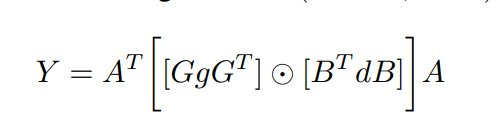 Y = A^T [[GgG^T] ⊙ [B^T dB]] A